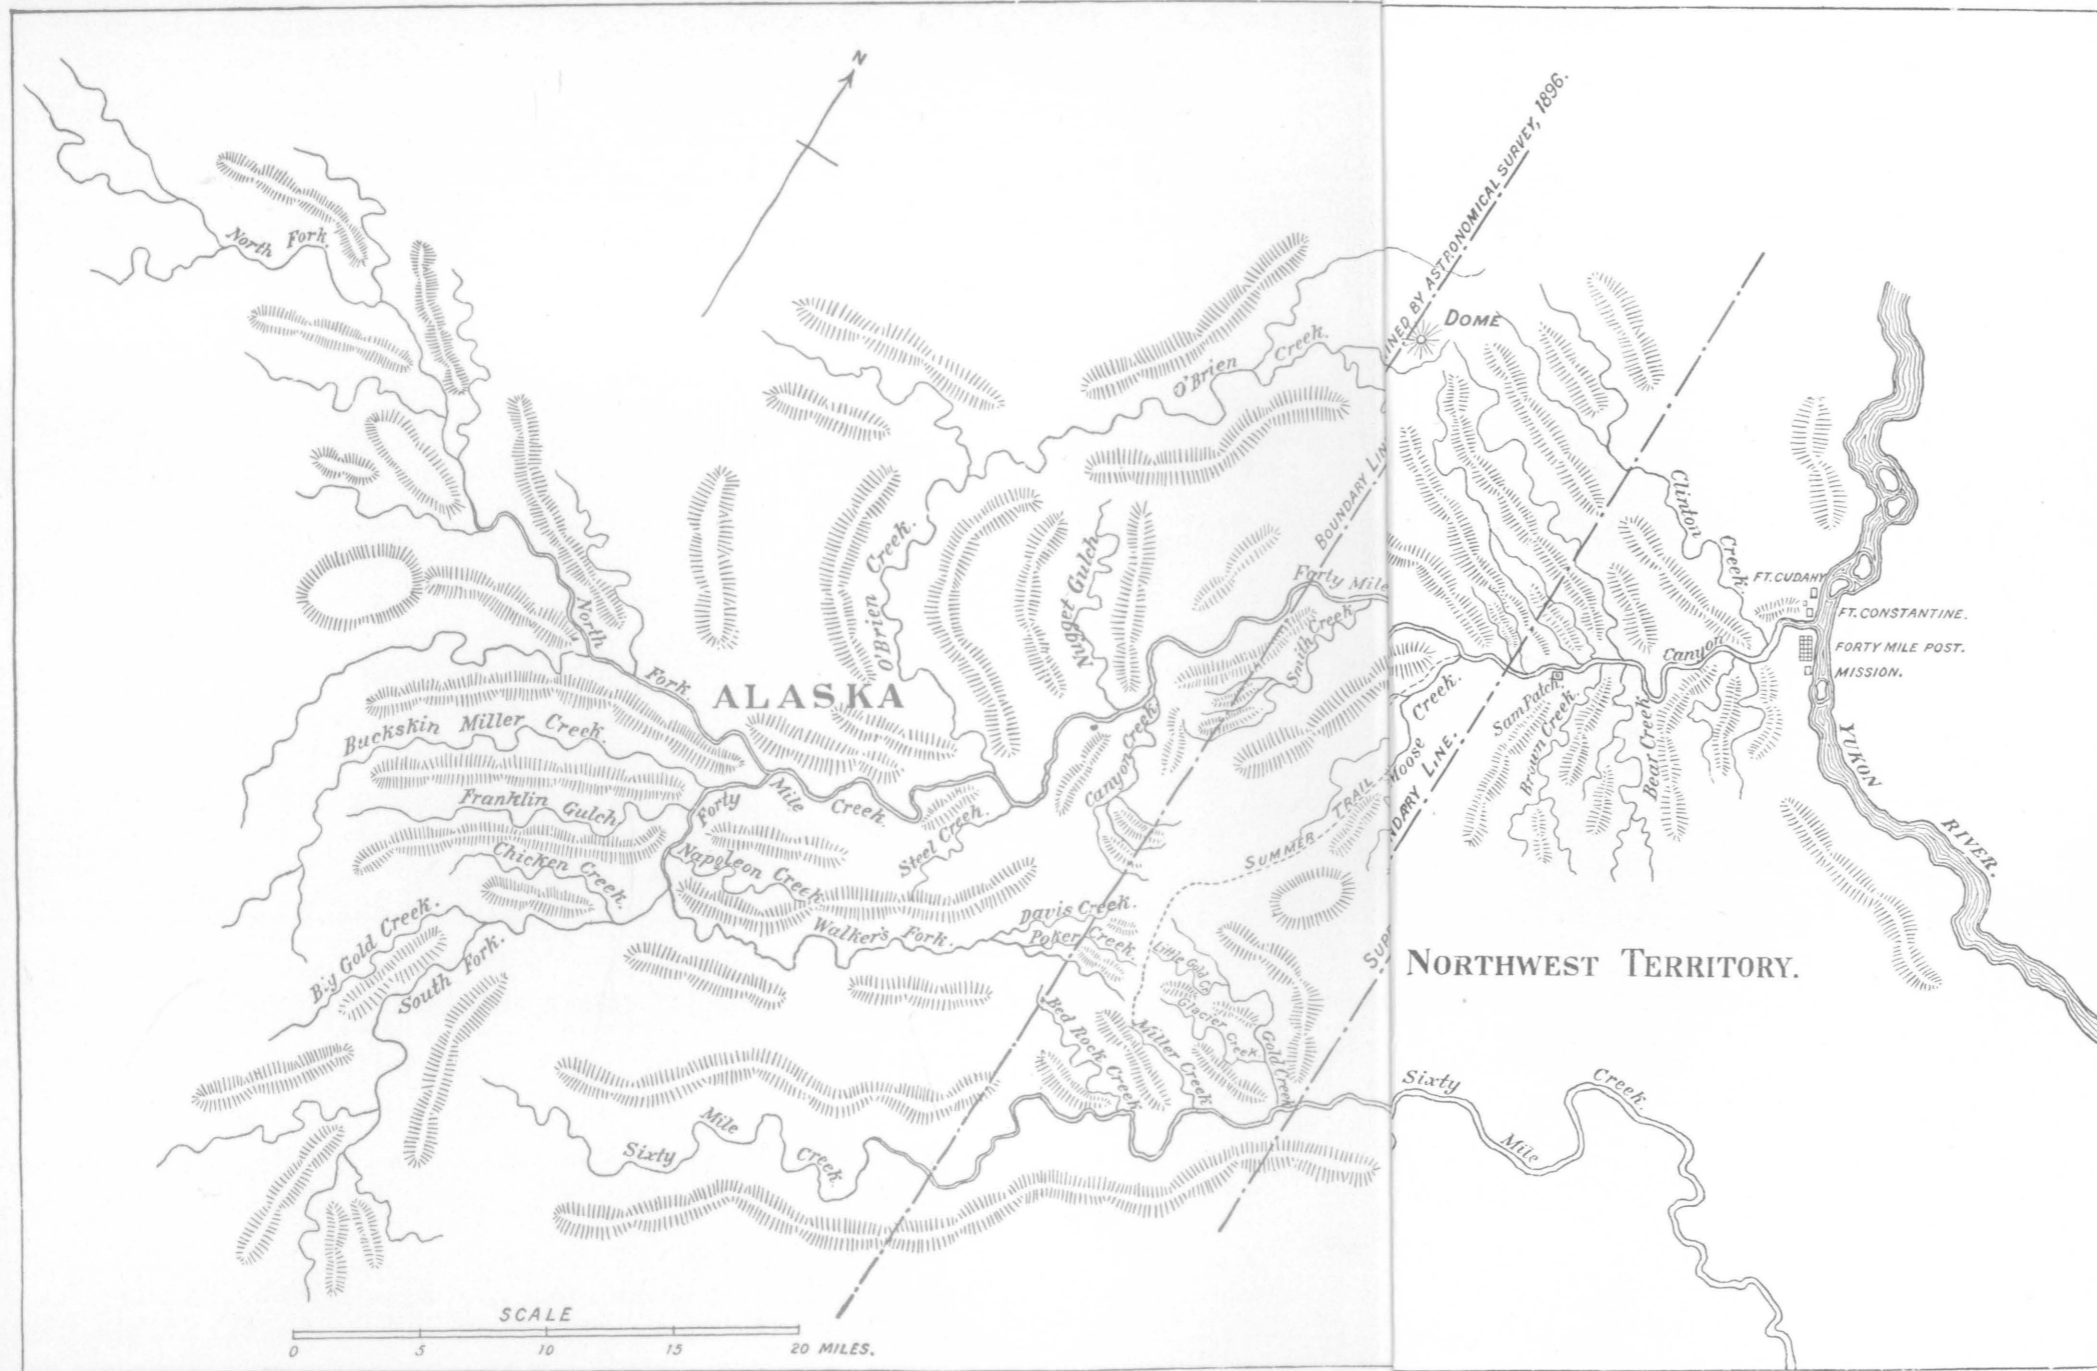 N
BOUNDARY LIN
INED BY ASTRONOMICAL SURVEY, 1896.
DOME
North Fork.
O'Brien Creek.
O'Brien Creek.
Nugget Gulch
Clinton Creek.
FT. CUDAHY
FT. CONSTANTINE.
FORTY MILE POST.
MISSION.
Canyon
Forty Mile
Smith Creek
North Fork.
ALASKA
Buckskin Miller Creek.
Franklin Gulch
Chicken Creek.
Forty Mile Creek.
Napoleon Creek
Steel Creek.
Canyon Creek.
Moose Creek.
Sam Patch.
Brown Creek.
Bear Creek.
YUKON RIVER.
SUMMER TRAIL
SURV
NDARY LINE.
Big Gold Creek.
South Fork.
Walker's Fork.
Davis Creek.
Poker Creek
Little Gold C
Glacier Creek.
Gold Creek
Miller Creek
Bed Rock Creek
NORTHWEST TERRITORY.
Sixty Mile Creek.
Sixty Mile Creek.
SCALE
0 5 10 15 20 MILES.